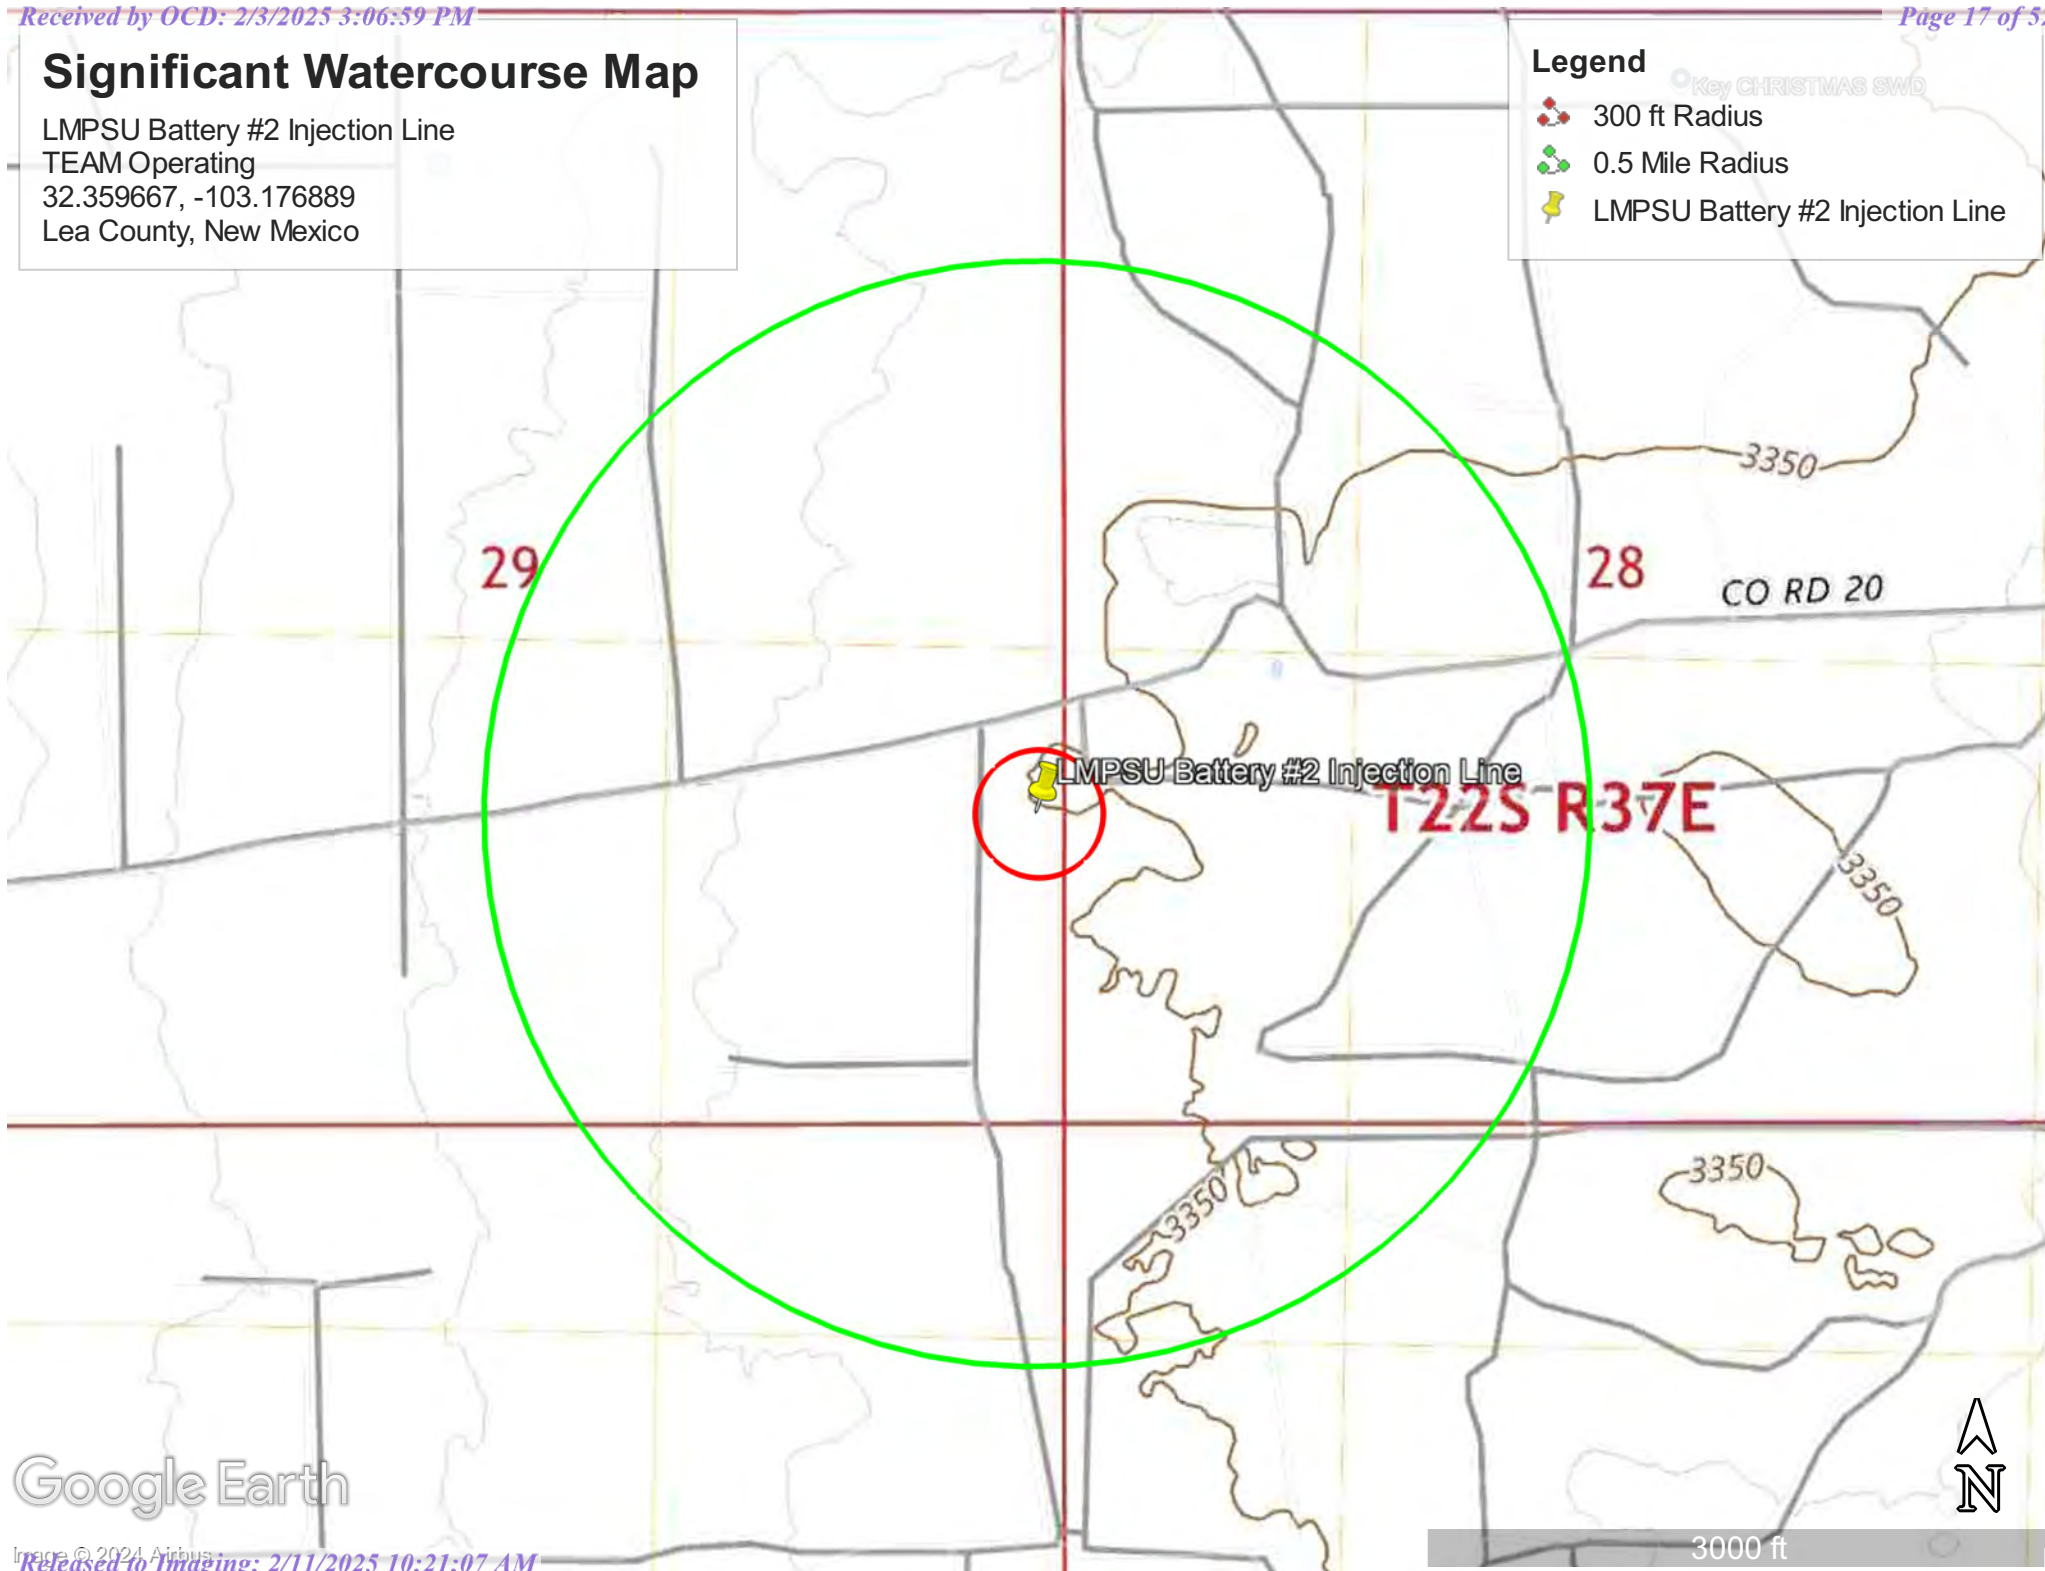 Received by OCD: 2/3/2025 3:06:59 PM
Page 17 of 5
Significant Watercourse Map
LMPSU Battery #2 Injection Line
TEAM Operating
32.359667, -103.176889
Lea County, New Mexico
Legend
300 ft Radius
0.5 Mile Radius
LMPSU Battery #2 Injection Line
Key CHRISTMAS SWD
3350
29
28
CO RD 20
LMPSU Battery #2 Injection Line
T22S R37E
3350
3350
3350
N
Google Earth
3000 ft
Image © 2024 Airbus
Released to Imaging: 2/11/2025 10:21:07 AM